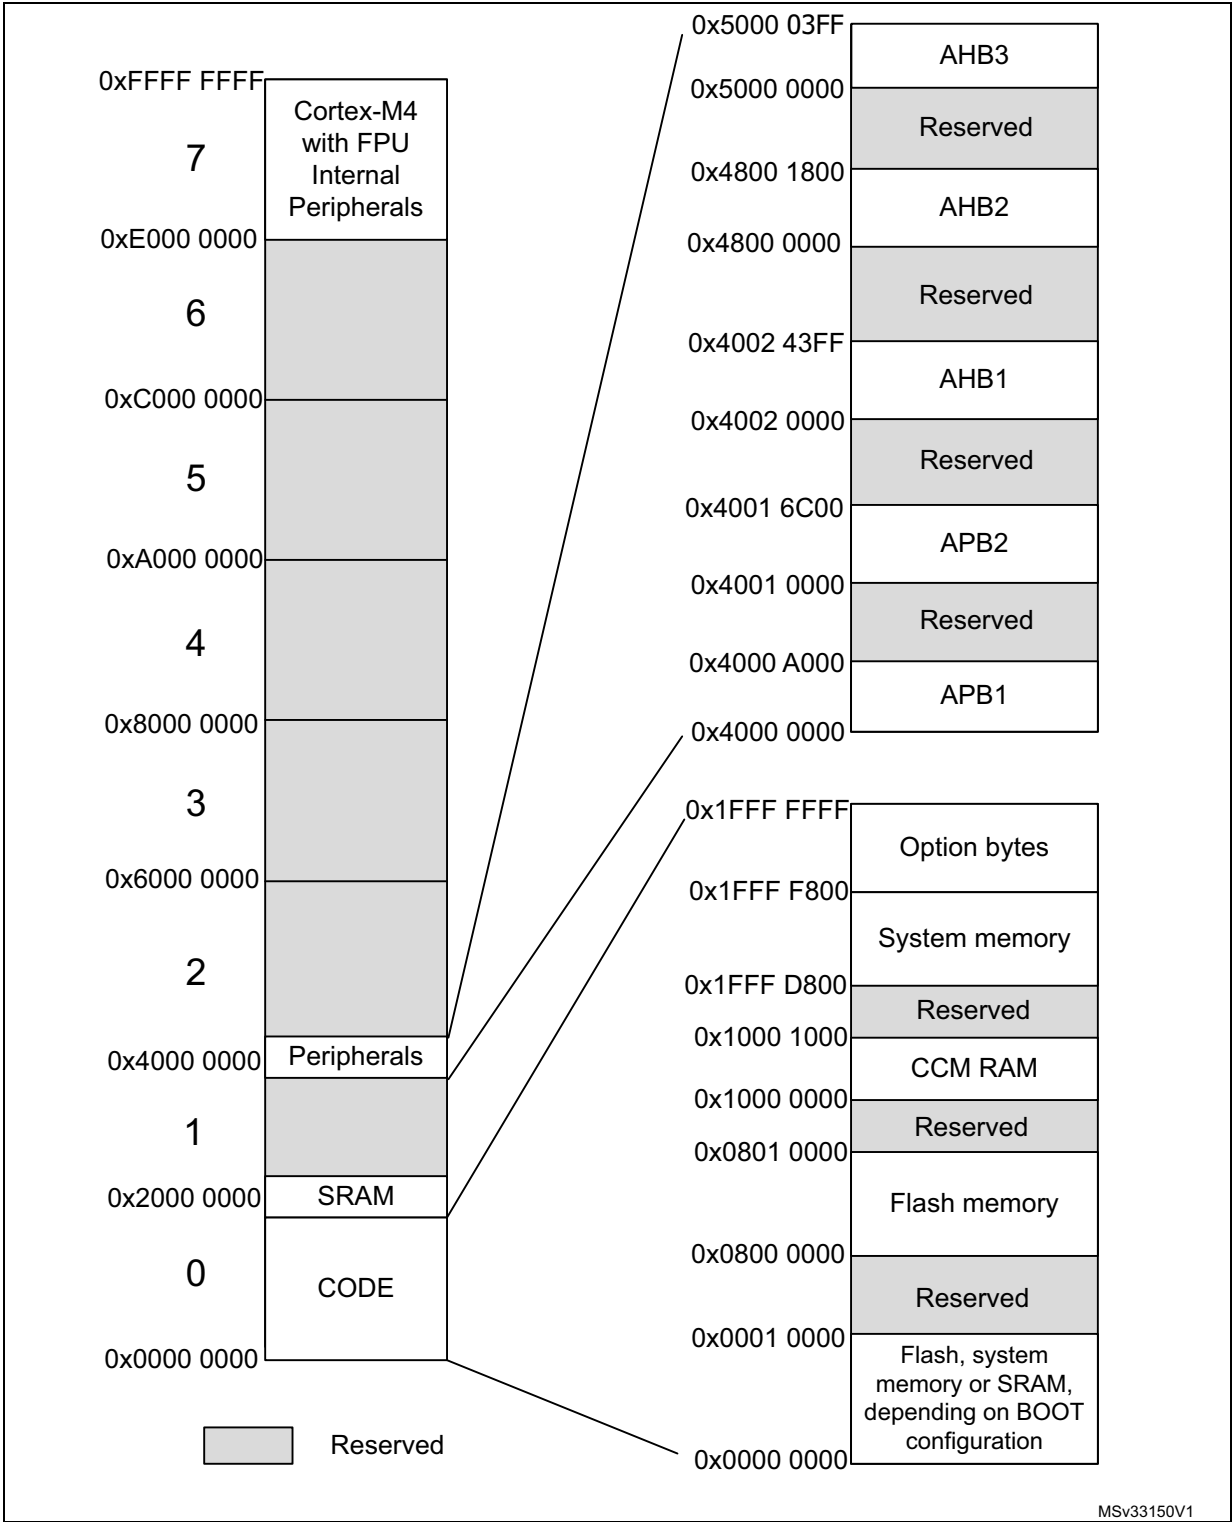 0xFFFF FFFF
Cortex-M4
with FPU
Internal
Peripherals
7
0xE000 0000
6
0xC000 0000
5
0xA000 0000
4
0x8000 0000
3
0x6000 0000
2
0x4000 0000
Peripherals
1
0x2000 0000
SRAM
0
CODE
0x0000 0000
Reserved
0x5000 03FF
AHB3
0x5000 0000
Reserved
0x4800 1800
AHB2
0x4800 0000
Reserved
0x4002 43FF
AHB1
0x4002 0000
Reserved
0x4001 6C00
APB2
0x4001 0000
Reserved
0x4000 A000
APB1
0x4000 0000
0x1FFF FFFF
Option bytes
0x1FFF F800
System memory
0x1FFF D800
Reserved
0x1000 1000
CCM RAM
0x1000 0000
Reserved
0x0801 0000
Flash memory
0x0800 0000
Reserved
0x0001 0000
Flash, system
memory or SRAM,
depending on BOOT
configuration
0x0000 0000
MSv33150V1